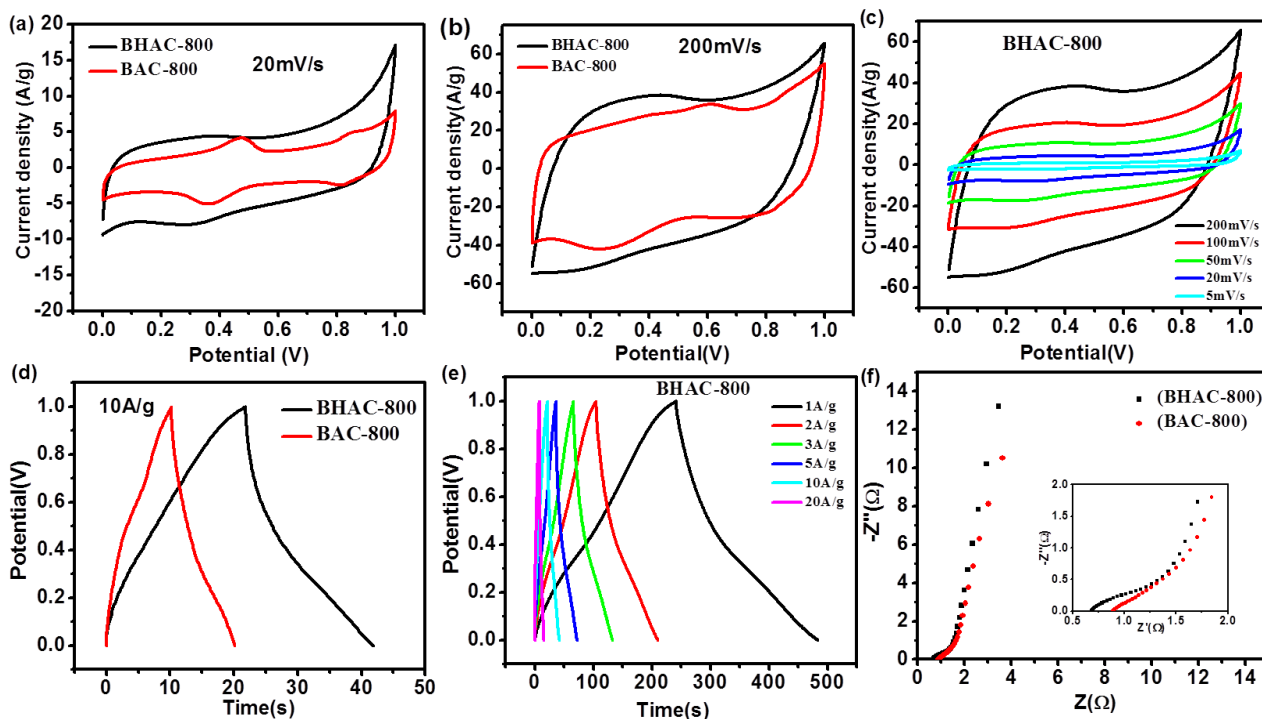 (a)
BHAC-800
BAC-800
20mV/s
Current density (A/g)
20
15
10
5
0
-5
-10
-15
-20
0.0 0.2 0.4 0.6 0.8 1.0
Potential (V)
(b)
BHAC-800
BAC-800
200mV/s
Current density(A/g)
60
40
20
0
-20
-40
-60
0.0 0.2 0.4 0.6 0.8 1.0
Potential(V)
(c)
BHAC-800
Current density(A/g)
60
40
20
0
-20
-40
-60
200mV/s
100mV/s
50mV/s
20mV/s
5mV/s
0.0 0.2 0.4 0.6 0.8 1.0
Potential(V)
(d)
10A/g
BHAC-800
BAC-800
Potential(V)
1.0
0.8
0.6
0.4
0.2
0.0
0 10 20 30 40 50
Time(s)
(e)
BHAC-800
1A/g
2A/g
3A/g
5A/g
10A/g
20A/g
Potential(V)
1.0
0.8
0.6
0.4
0.2
0.0
0 100 200 300 400 500
Time(s)
(f)
(BHAC-800)
(BAC-800)
-Z''(Ω)
14
12
10
8
6
4
2
0
0 2 4 6 8 10 12 14
Z(Ω)
-Z''(Ω)
2.0
1.5
1.0
0.5
0.0
0.5 1.0 1.5 2.0
Z'(Ω)